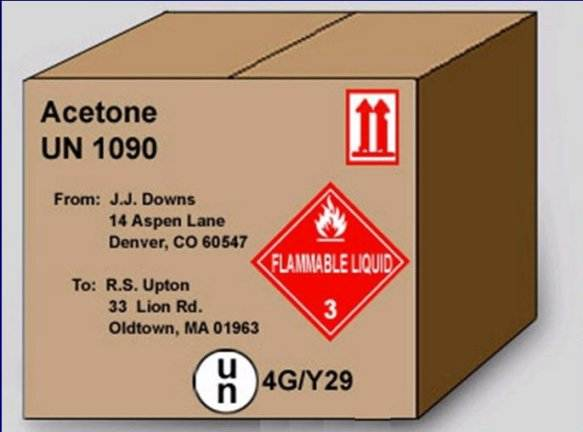 Acetone
UN 1090
From: J.J. Downs
14 Aspen Lane
Denver, CO 60547
FLAMMABLE LIQUID
3
To: R.S. Upton
33 Lion Rd.
Oldtown, MA 01963
un 4G/Y29